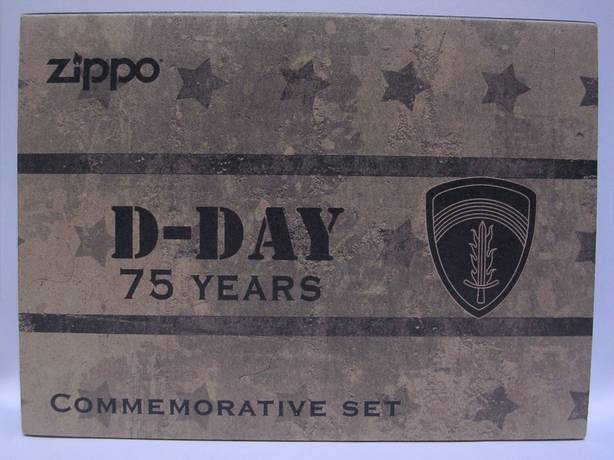 zippo
D-DAY
75 YEARS
COMMEMORATIVE SET